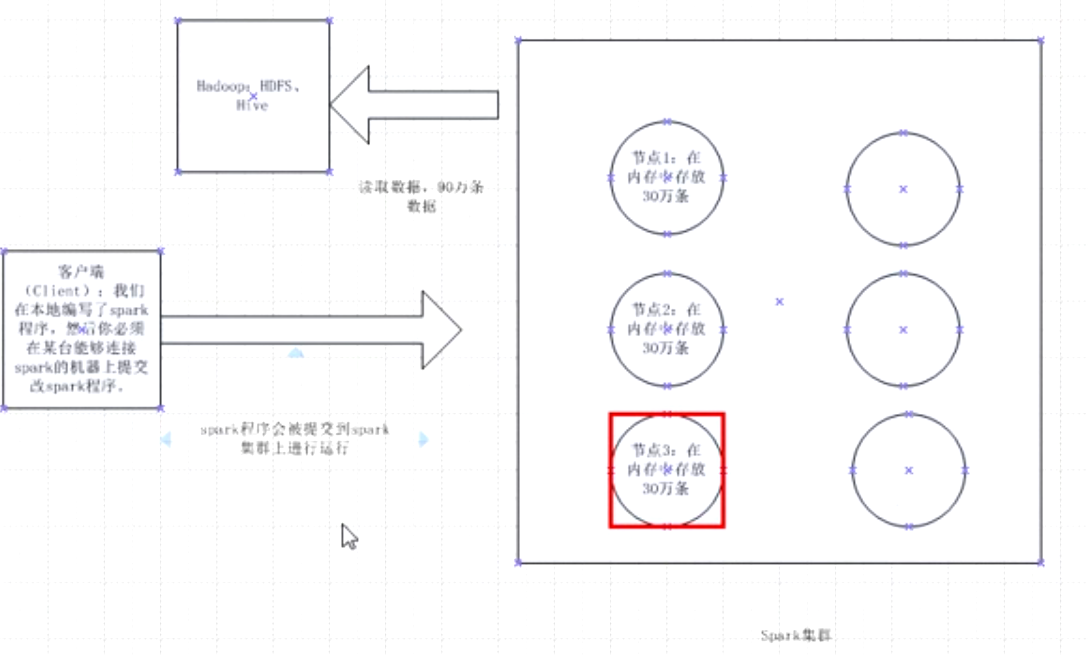 Hadoop：HDFS、
Hive
读取数据，90万条
数据
客户端
（Client）：我们
在本地编写了spark
程序，然后你必须
在某台能够连接
spark的机器上提交
改spark程序。
spark程序会被提交到spark
集群上进行运行
节点1：在
内存中存放
30万条
节点2：在
内存中存放
30万条
节点3：在
内存中存放
30万条
Spark集群